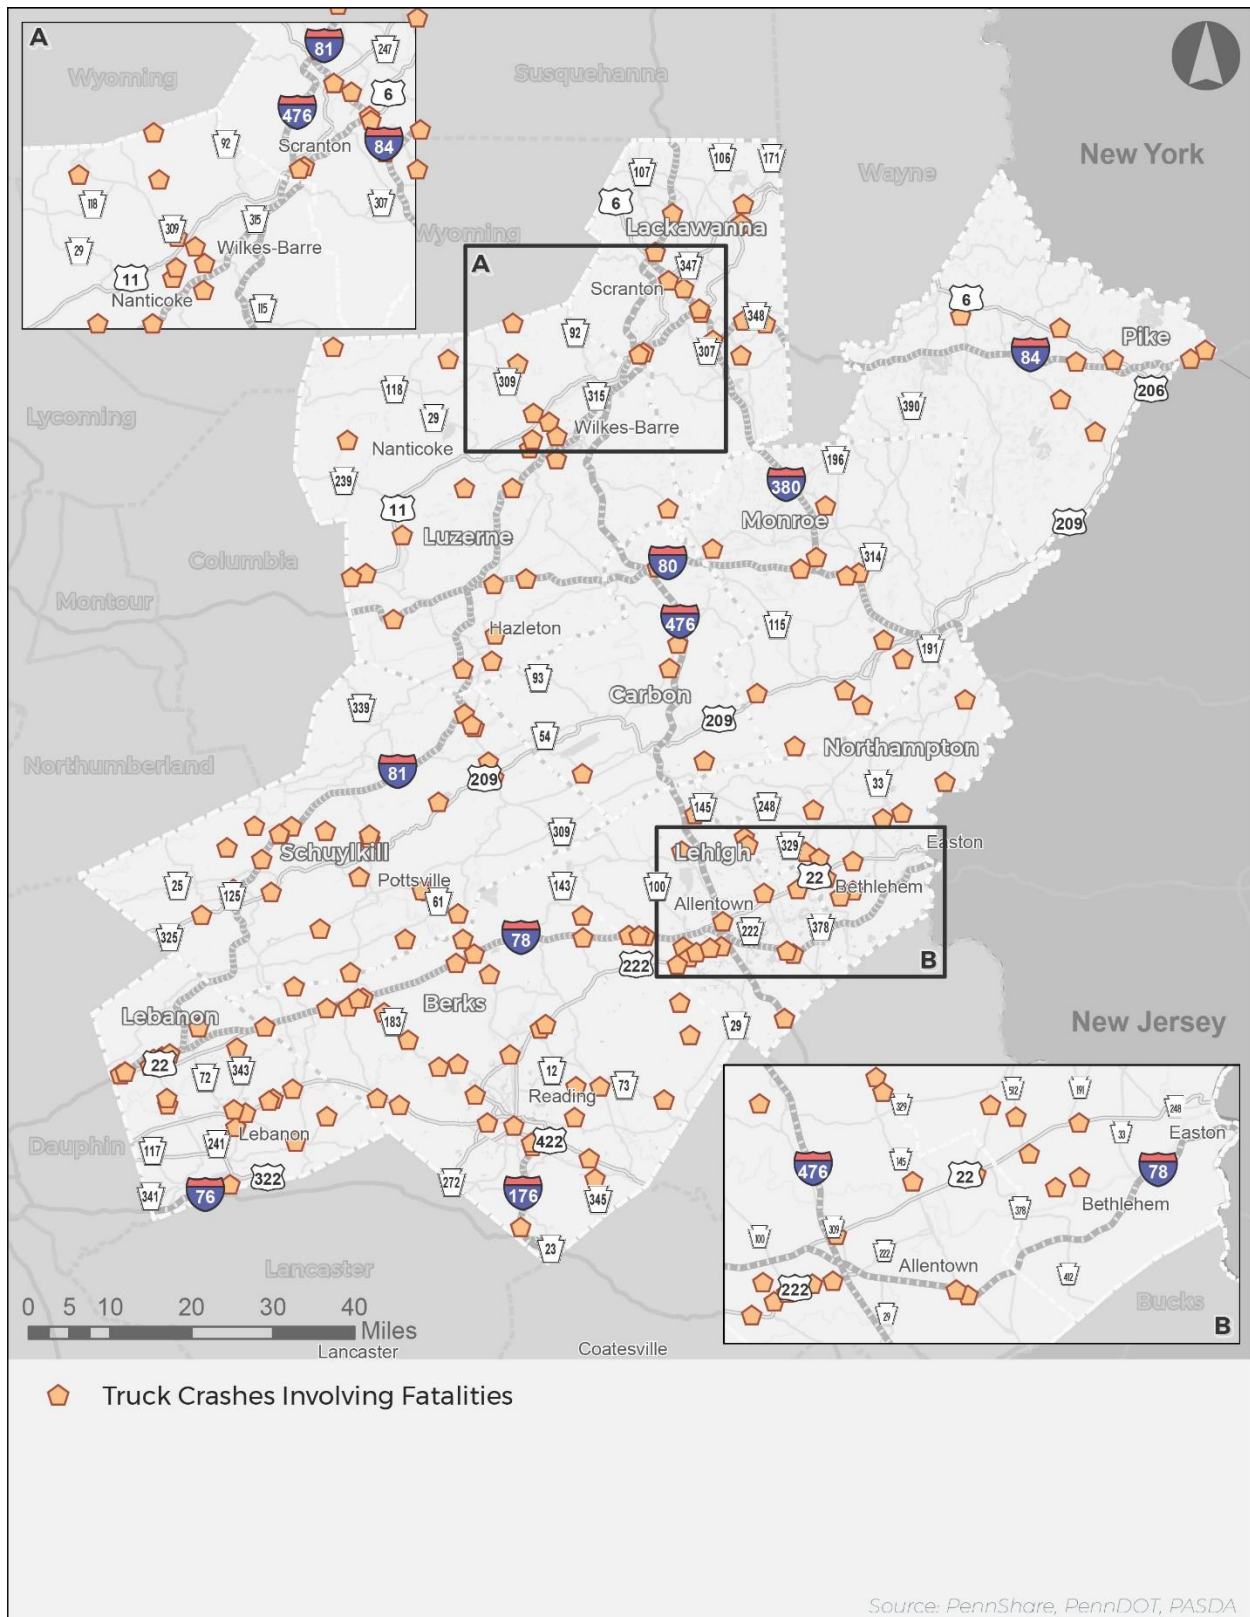 A
81
247
Wyoming
6
476
84
92
Scranton
118
307
309
315
29
Wilkes-Barre
11
Nanticoke
115
Susquehanna
New York
Wayne
107
106
171
6
Lackawanna
Wyoming
A
347
Scranton
6
92
348
307
84
Pike
206
309
118
315
390
29
Lycoming
Wilkes-Barre
Nanticoke
196
239
380
11
Monroe
209
Luzerne
80
314
Columbia
Montour
476
115
Hazleton
191
93
Carbon
339
209
54
Northampton
Northumberland
81
209
33
145
248
309
329
Easton
Schuylkill
Lehigh
22
Pottsville
25
143
100
Bethlehem
125
61
Allentown
222
378
325
78
222
B
Berks
Lebanon
183
29
New Jersey
22
72
343
12
73
Reading
Dauphin
117
241
Lebanon
422
322
272
341
76
176
345
23
Lancaster
512
191
329
248
33
Easton
145
476
22
78
378
Bethlehem
309
100
222
Allentown
412
222
29
Bucks
B
0 5 10 20 30 40
Miles
Lancaster
Coatesville
Truck Crashes Involving Fatalities
Source: PennShare, PennDOT, PASDA